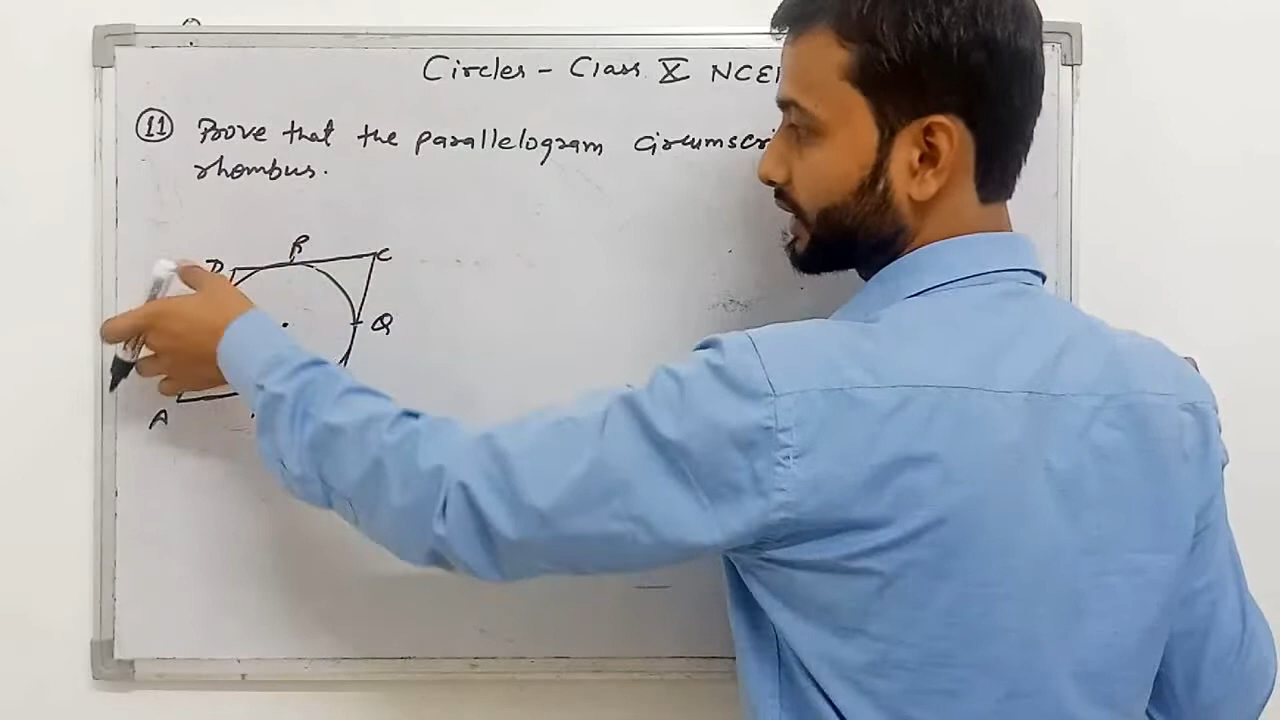 Circles - Class X NCE
11 Prove that the parallelogram circumscri
rhombus.
R
D
C
Q
A